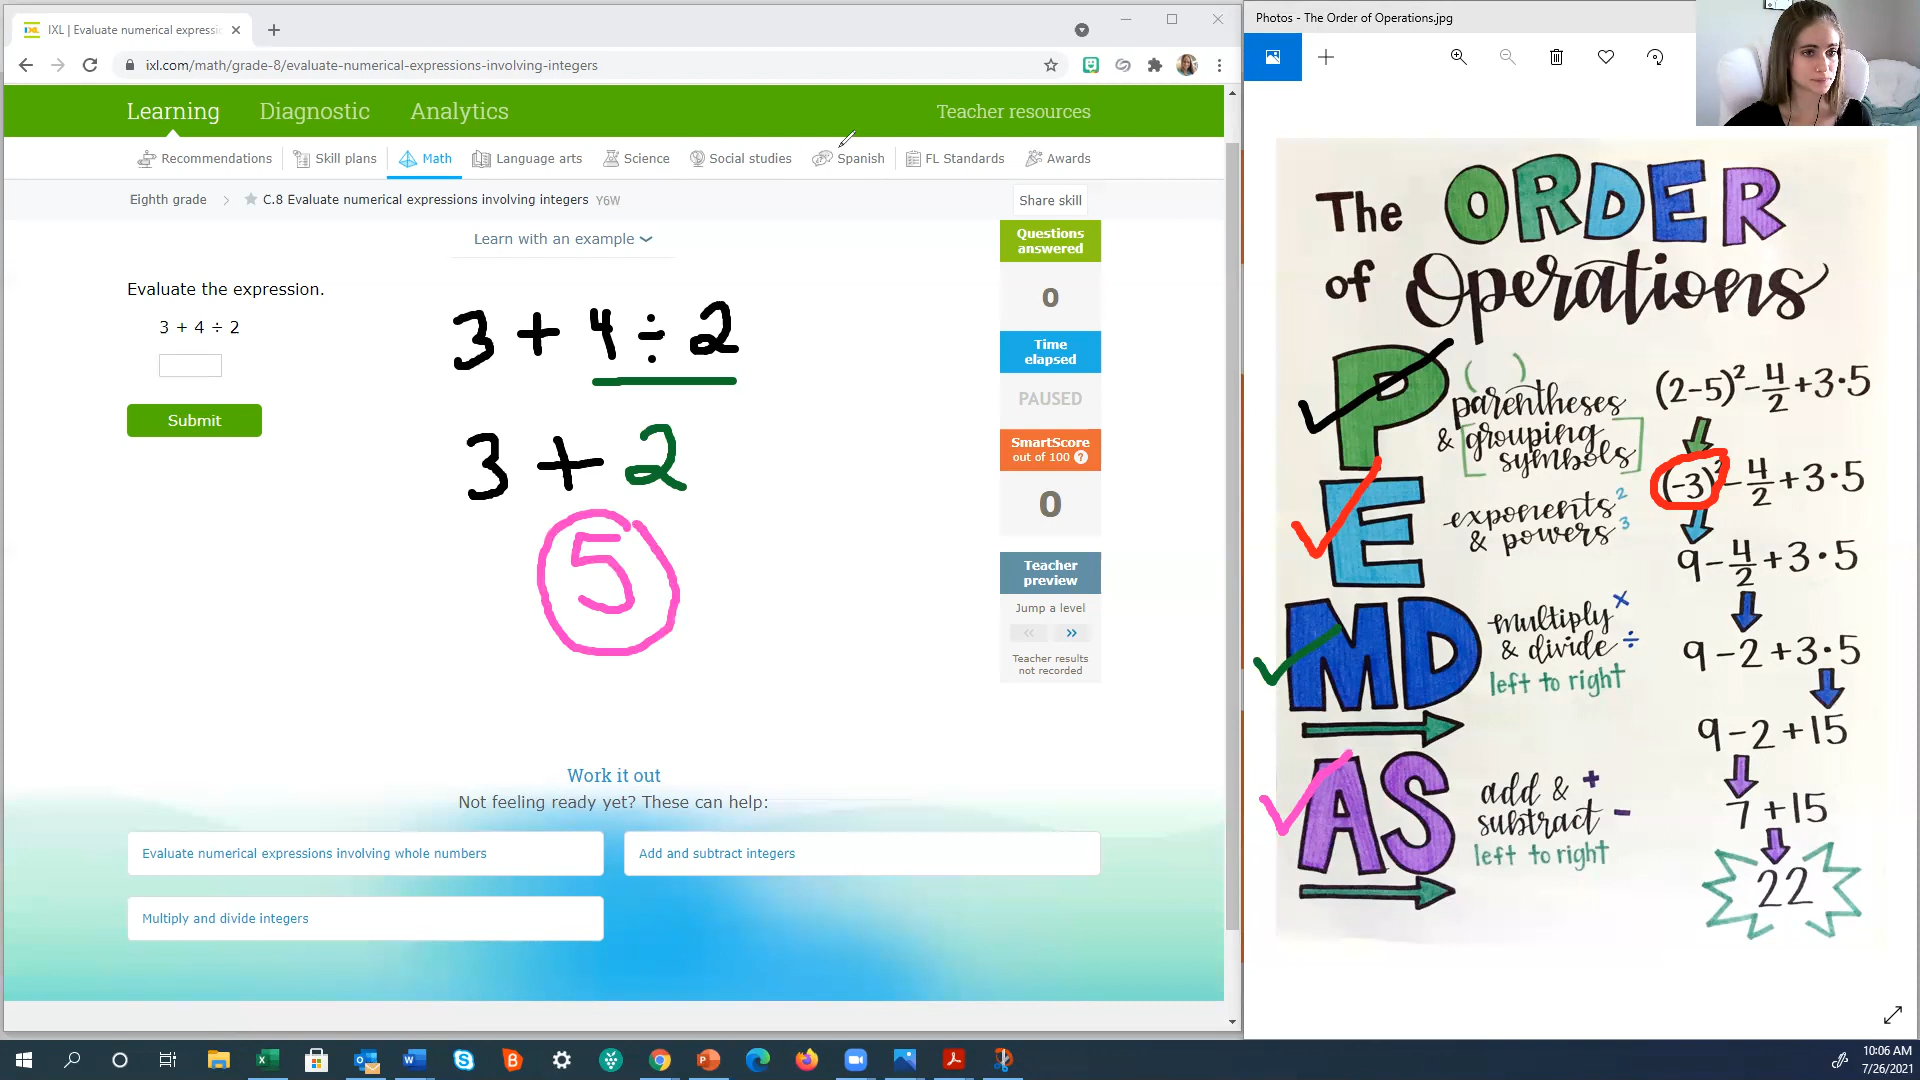 IXL | Evaluate numerical expressi
ixl.com/math/grade-8/evaluate-numerical-expressions-involving-integers
Learning Diagnostic Analytics Teacher resources
Recommendations Skill plans Math Language arts Science Social studies Spanish FL Standards Awards
Eighth grade > C.8 Evaluate numerical expressions involving integers Y6W
Share skill
Learn with an example
Evaluate the expression.
3 + 4 ÷ 2
Submit
3 + 4 ÷ 2
3 + 2
5
Questions
answered
0
Time
elapsed
PAUSED
SmartScore
out of 100 ?
0
Teacher
preview
Jump a level
<< >>
Teacher results
not recorded
Work it out
Not feeling ready yet? These can help:
Evaluate numerical expressions involving whole numbers
Add and subtract integers
Multiply and divide integers
Photos - The Order of Operations.jpg
The ORDER
of Operations
P
( )
parentheses
& [grouping
symbols]
E
exponents 2
& powers 3
MD
multiply ×
& divide ÷
left to right
AS
add & +
subtract -
left to right
(2-5)² - 4/2 + 3·5
(-3)² - 4/2 + 3·5
9 - 4/2 + 3·5
9 - 2 + 3·5
9 - 2 + 15
7 + 15
22
10:06 AM
7/26/2021